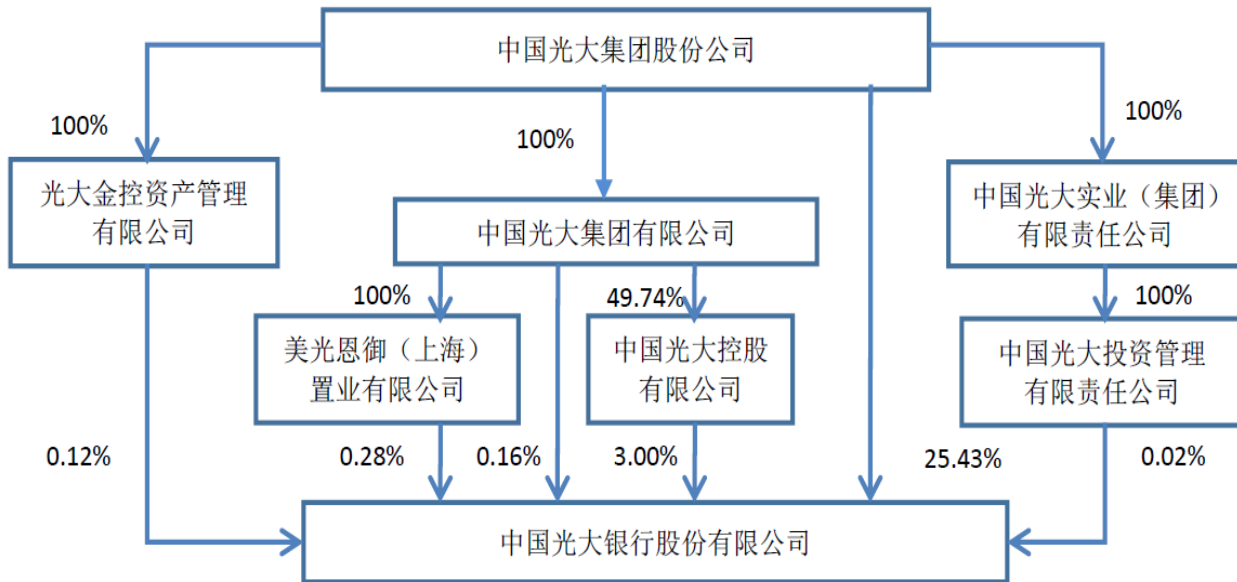 中国光大集团股份公司
100%
100%
100%
光大金控资产管理
有限公司
中国光大集团有限公司
中国光大实业（集团）
有限责任公司
100%
49.74%
100%
美光恩御（上海）
置业有限公司
中国光大控股
有限公司
中国光大投资管理
有限责任公司
0.12%
0.28%
0.16%
3.00%
25.43%
0.02%
中国光大银行股份有限公司